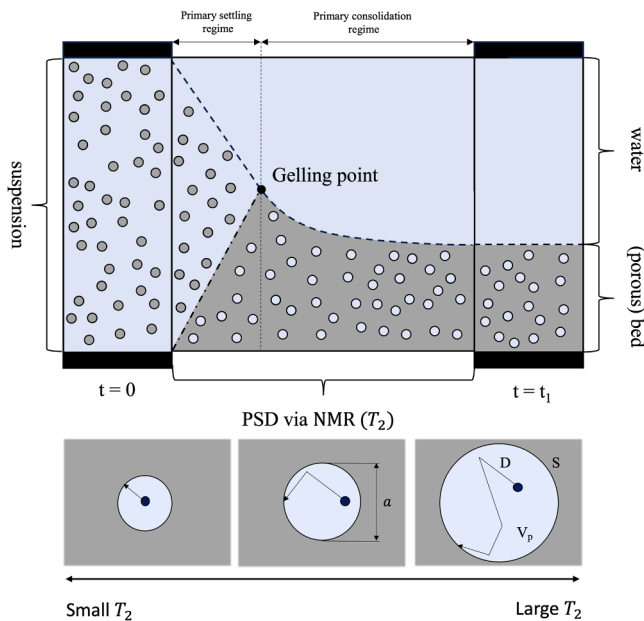 Primary settling
regime
Primary consolidation
regime
suspension
Gelling point
water
(porous) bed
t = 0
t = t₁
PSD via NMR (T₂)
a
D
S
Vₚ
Small T₂
Large T₂